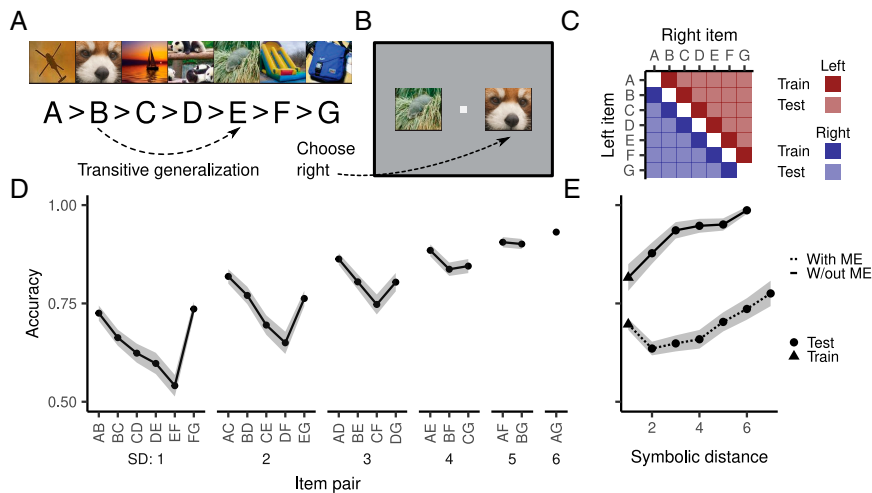 A
A > B > C > D > E > F > G
Transitive generalization
B
Choose
right
C
Right item
A B C D E F G
Left item
A
B
C
D
E
F
G
Left
Train
Test
Right
Train
Test
D
Accuracy
1.00
0.75
0.50
AB BC CD DE EF FG
AC BD CE DF EG
AD BE CF DG
AE BF CG
AF BG
AG
SD: 1 2 3 4 5 6
Item pair
E
With ME
W/out ME
Test
Train
2 4 6
Symbolic distance